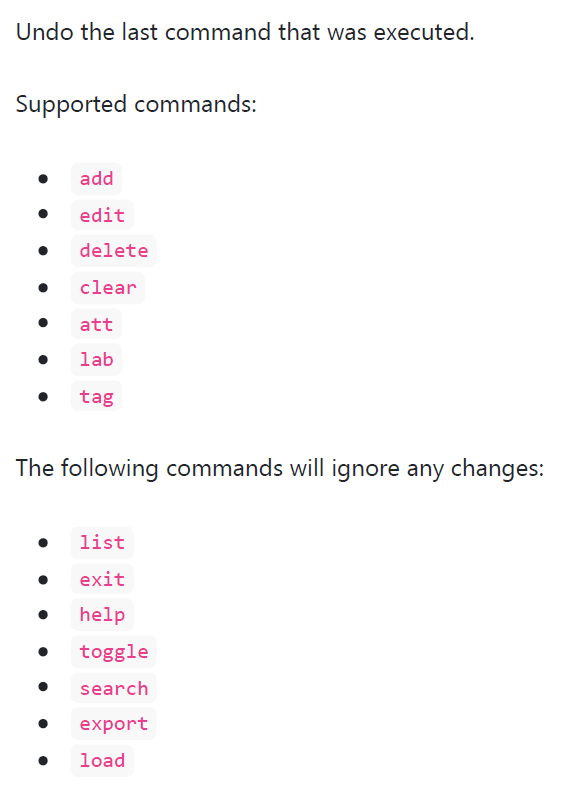 Undo the last command that was executed.
Supported commands:
add
edit
delete
clear
att
lab
tag
The following commands will ignore any changes:
list
exit
help
toggle
search
export
load